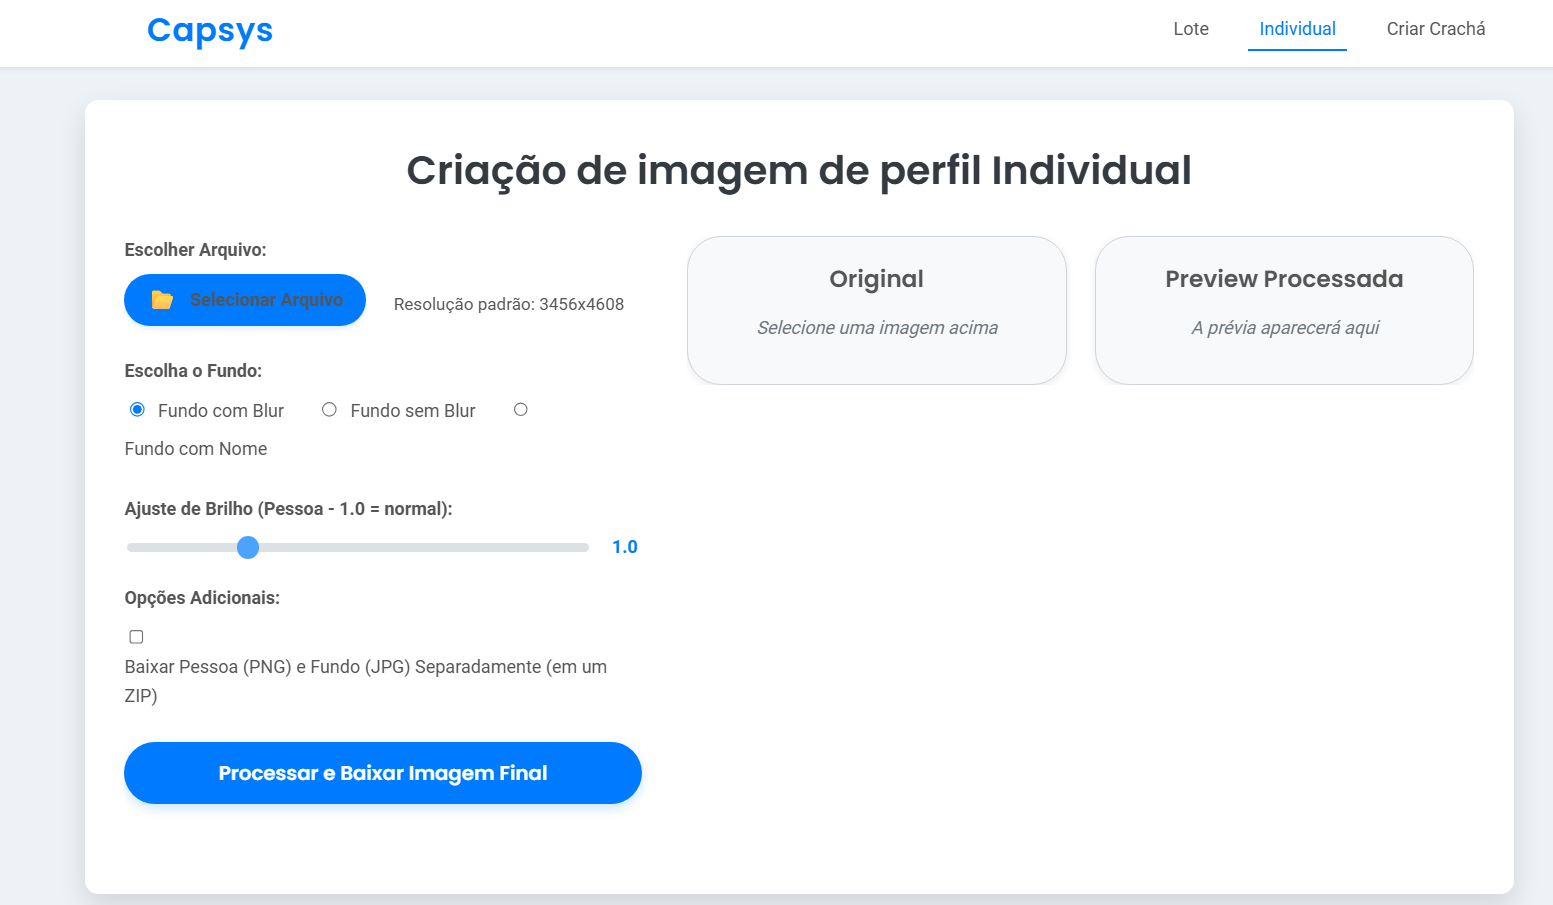 Capsys
Lote
Individual
Criar Crachá
Criação de imagem de perfil Individual
Escolher Arquivo:
Selecionar Arquivo
Resolução padrão: 3456x4608
Escolha o Fundo:
Fundo com Blur
Fundo sem Blur
Fundo com Nome
Ajuste de Brilho (Pessoa - 1.0 = normal):
1.0
Opções Adicionais:
Baixar Pessoa (PNG) e Fundo (JPG) Separadamente (em um
ZIP)
Processar e Baixar Imagem Final
Original
Selecione uma imagem acima
Preview Processada
A prévia aparecerá aqui